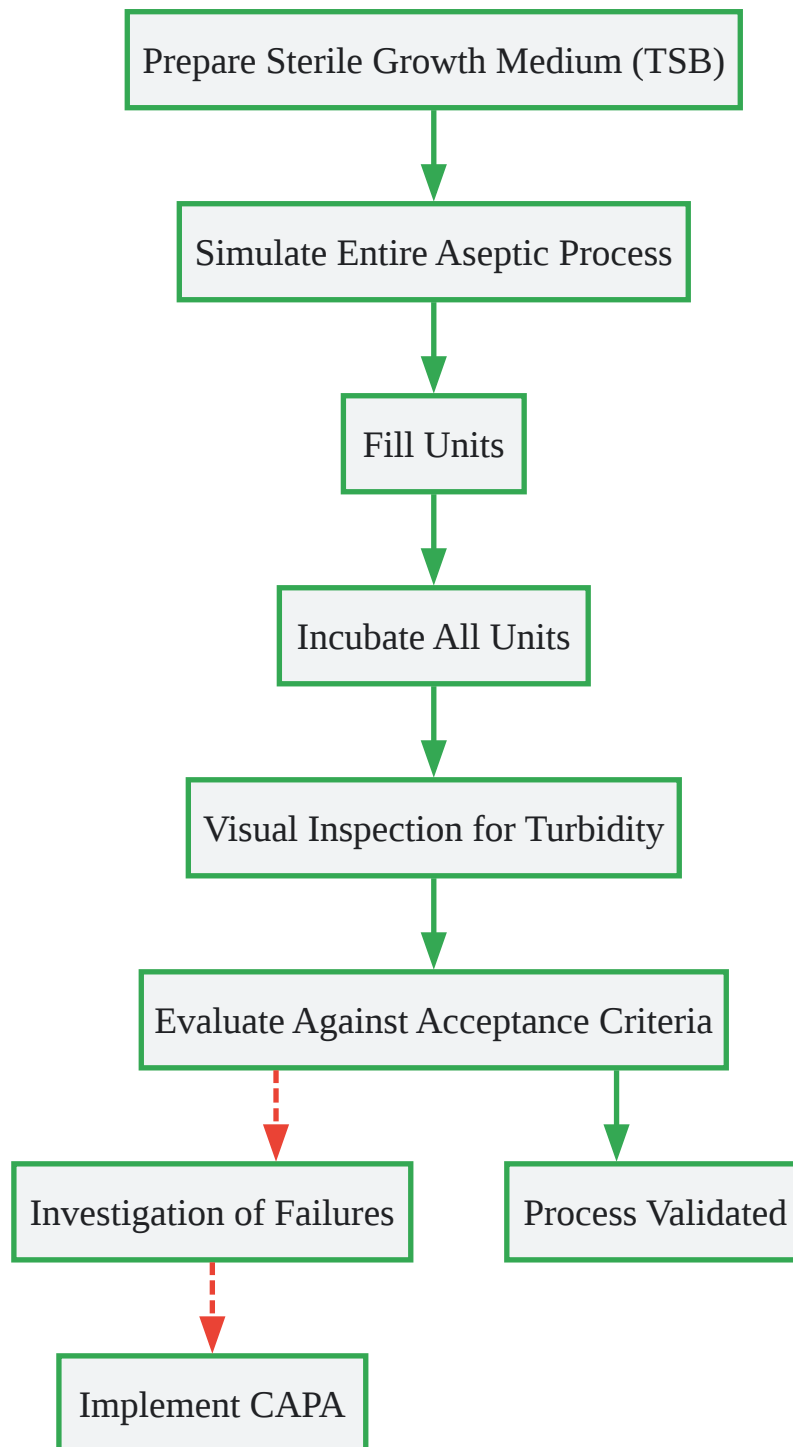 Prepare Sterile Growth Medium (TSB)
Simulate Entire Aseptic Process
Fill Units
Incubate All Units
Visual Inspection for Turbidity
Evaluate Against Acceptance Criteria
Investigation of Failures
Process Validated
Implement CAPA